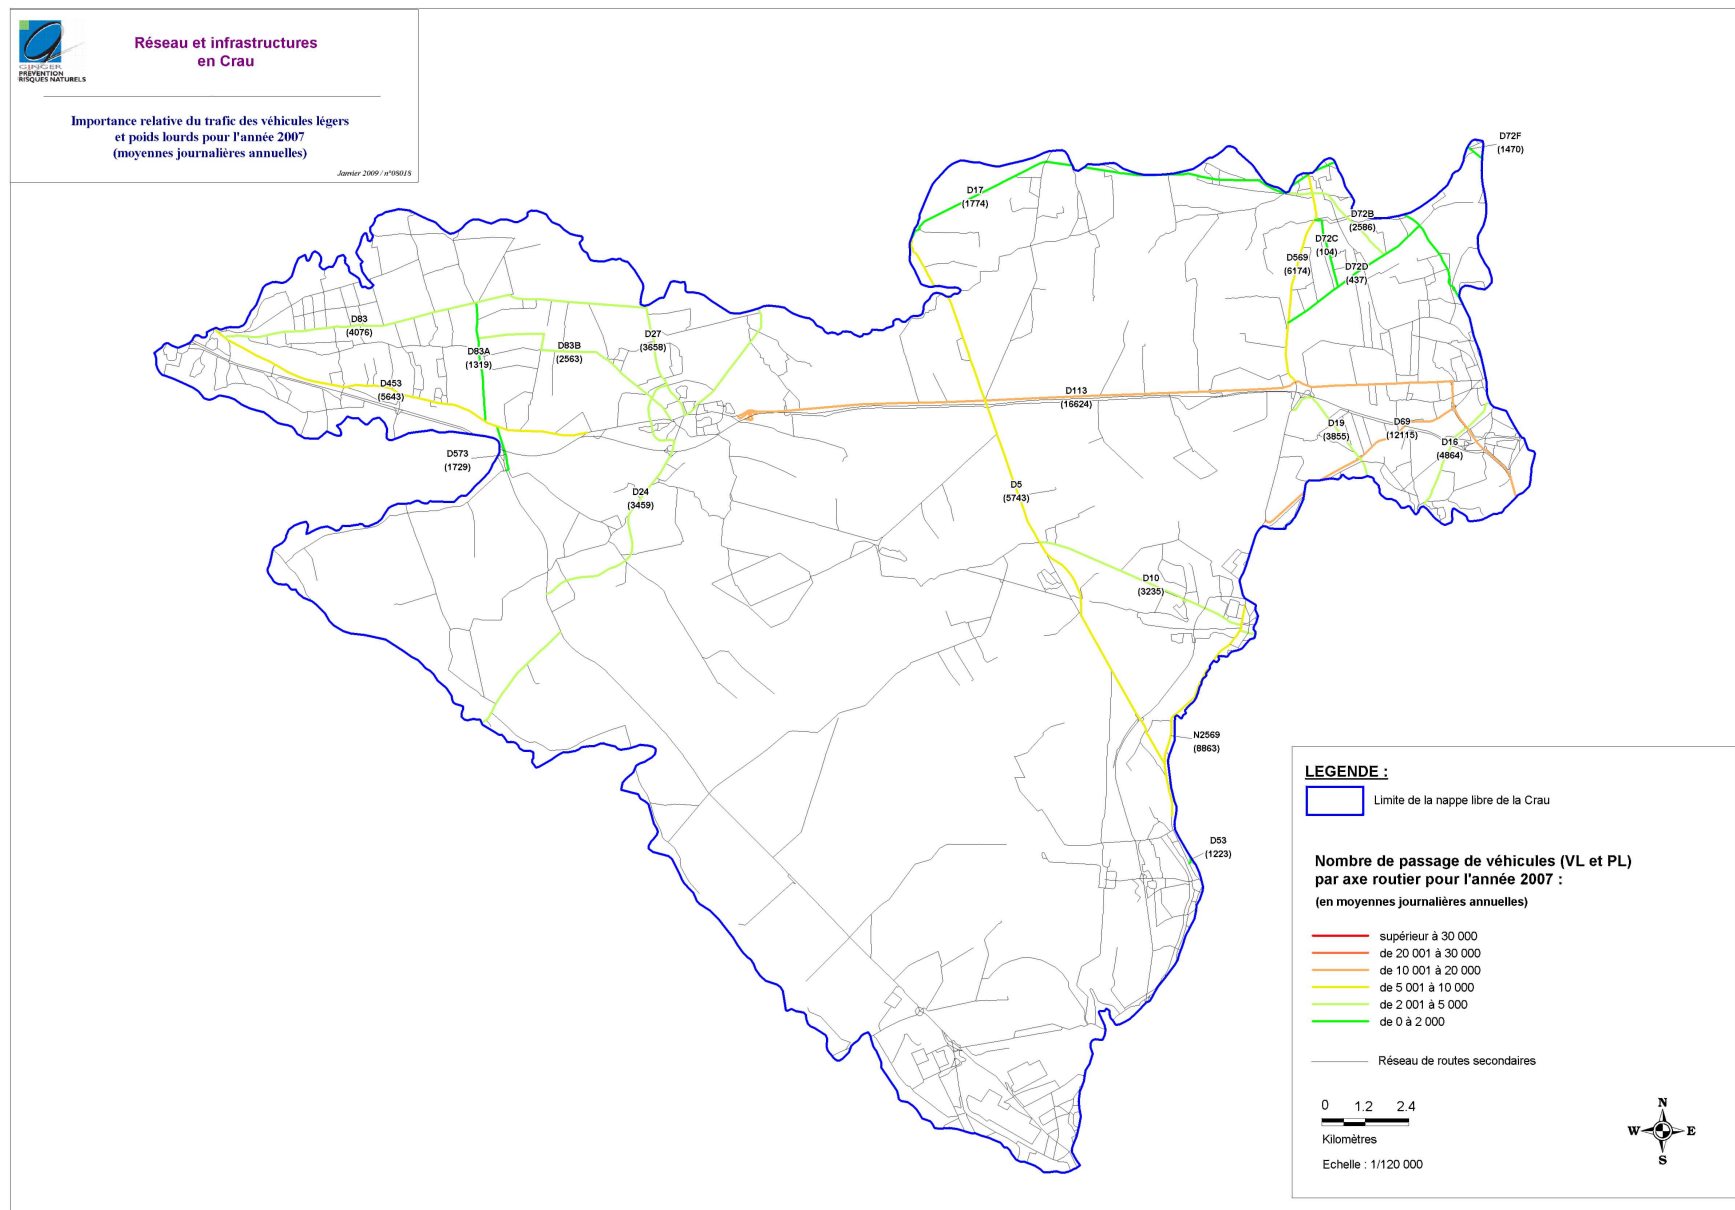 GINGER
PRÉVENTION
RISQUES NATURELS
Réseau et infrastructures
en Crau
Importance relative du trafic des véhicules légers
et poids lourds pour l'année 2007
(moyennes journalières annuelles)
Janvier 2009 / n°08018
D72F
(1470)
D17
(1774)
D72B
(2586)
D72C
(104)
D569
(6174)
D72D
(437)
D83
(4076)
D27
(3658)
D83A
(1319)
D83B
(2563)
D453
(5643)
D113
(16624)
D19
(3855)
D69
(12115)
D16
(4864)
D573
(1729)
D24
(3459)
D5
(5743)
D10
(3235)
N2569
(8863)
D53
(1223)
LEGENDE :
Limite de la nappe libre de la Crau
Nombre de passage de véhicules (VL et PL)
par axe routier pour l'année 2007 :
(en moyennes journalières annuelles)
supérieur à 30 000
de 20 001 à 30 000
de 10 001 à 20 000
de 5 001 à 10 000
de 2 001 à 5 000
de 0 à 2 000
Réseau de routes secondaires
0 1.2 2.4
Kilomètres
Echelle : 1/120 000
N
W E
S